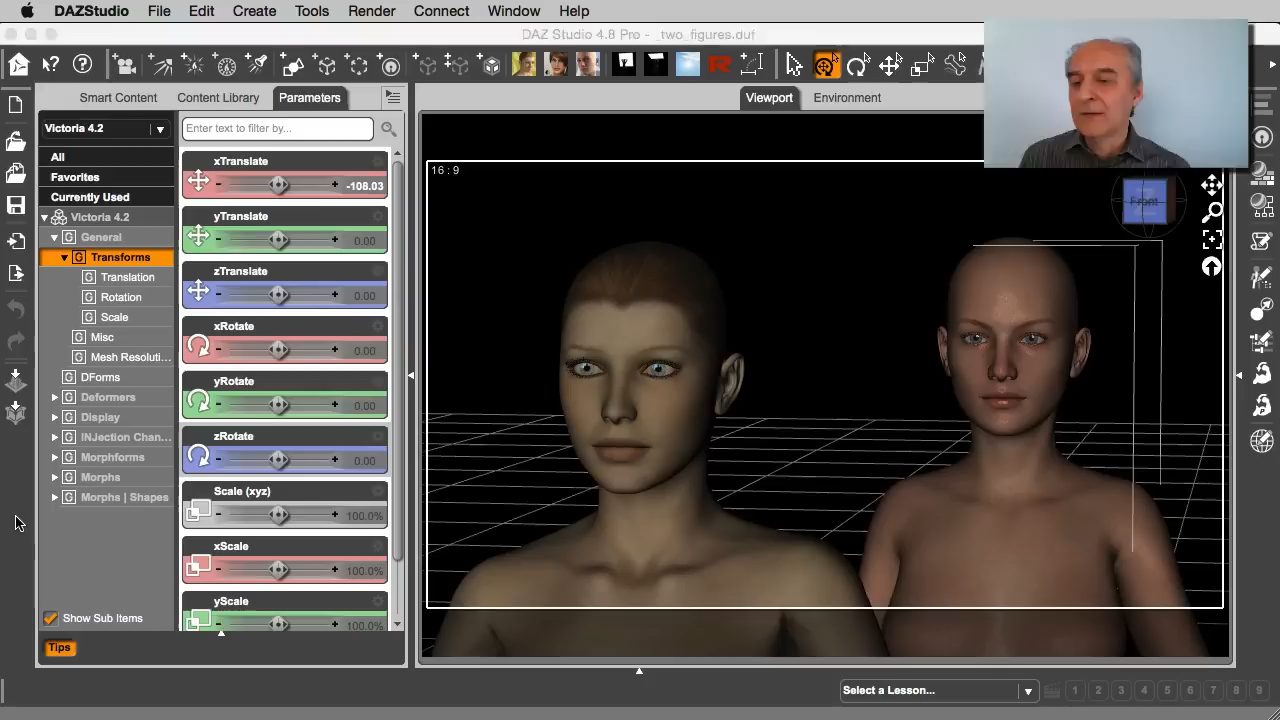 DAZStudio File Edit Create Tools Render Connect Window Help
DAZ Studio 4.8 Pro - _two_figures.duf
R
Smart Content Content Library Parameters
Viewport Environment
Victoria 4.2
Enter text to filter by...
All
Favorites
Currently Used
Victoria 4.2
G General
G Transforms
G Translation
G Rotation
G Scale
G Misc
G Mesh Resoluti...
G DForms
G Deformers
G Display
G INJection Chan...
G Morphforms
G Morphs
G Morphs | Shapes
Show Sub Items
Tips
xTranslate
- + -108.03
yTranslate
- + 0.00
zTranslate
- + 0.00
xRotate
- + 0.00
yRotate
- + 0.00
zRotate
- + 0.00
Scale (xyz)
- + 100.0%
xScale
- + 100.0%
yScale
- + 100.0%
16 : 9
Front
Select a Lesson...
1 2 3 4 5 6 7 8 9